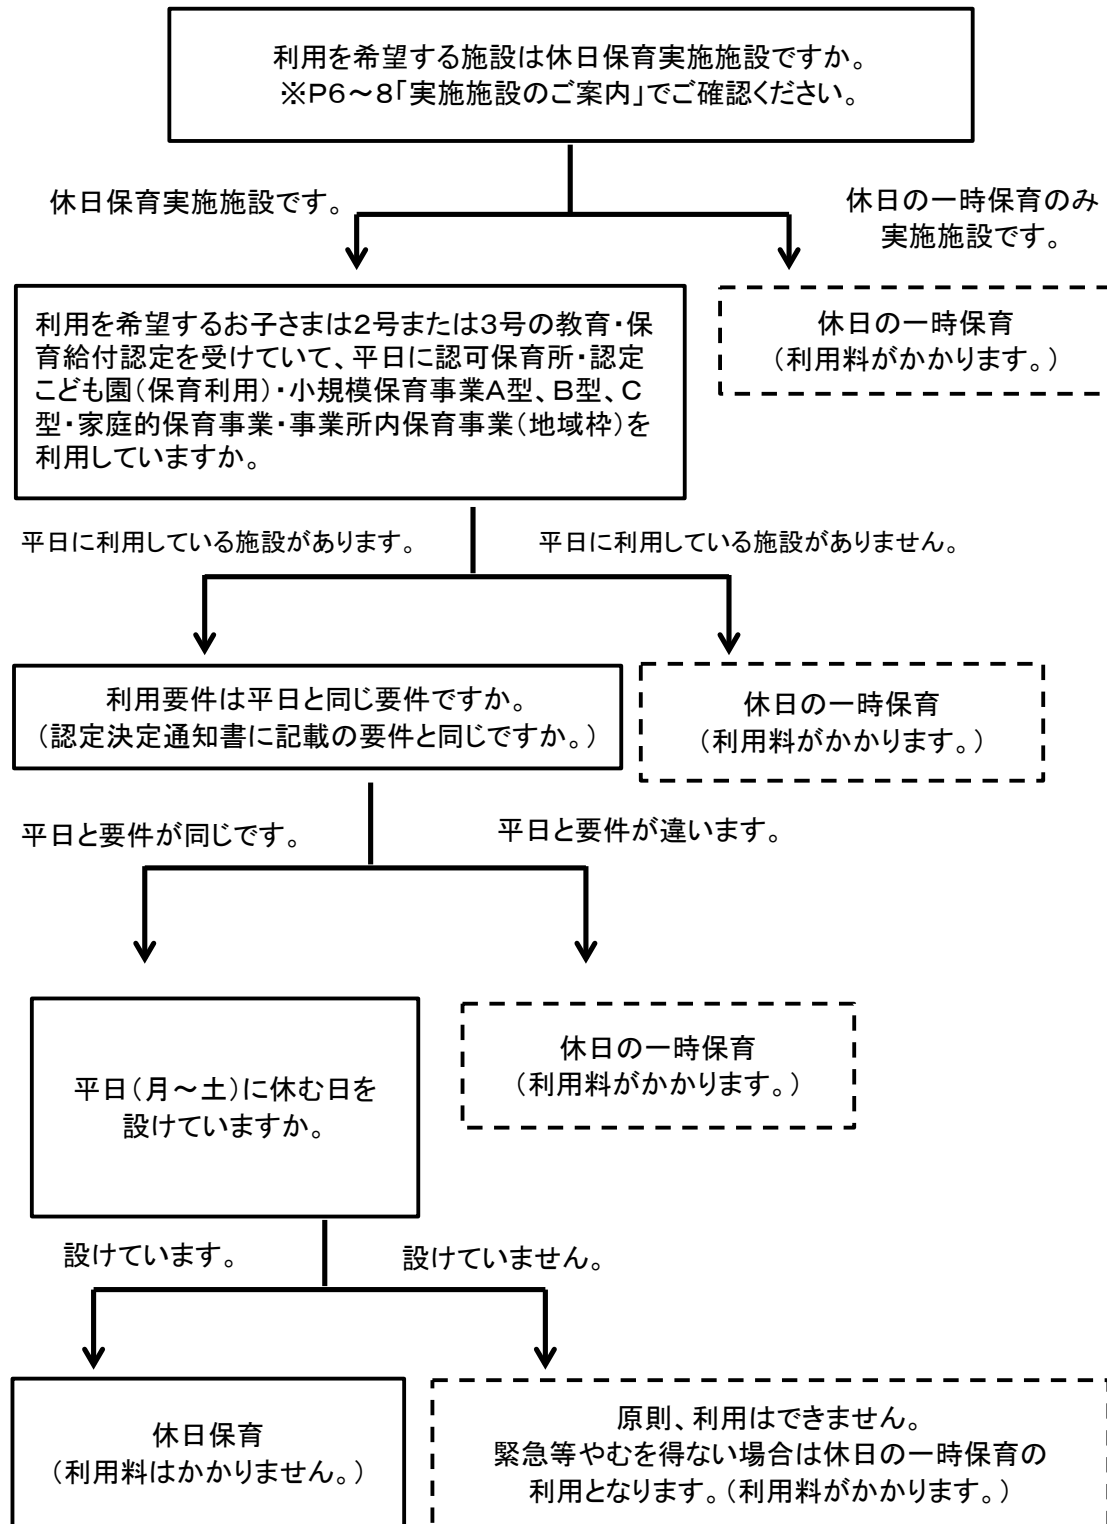 利用を希望する施設は休日保育実施施設ですか。
※P6～8「実施施設のご案内」でご確認ください。
休日保育実施施設です。
休日の一時保育のみ
実施施設です。
利用を希望するお子さまは2号または3号の教育・保
育給付認定を受けていて、平日に認可保育所・認定
こども園(保育利用)・小規模保育事業A型、B型、C
型・家庭的保育事業・事業所内保育事業(地域枠)を
利用していますか。
休日の一時保育
(利用料がかかります。)
平日に利用している施設があります。
平日に利用している施設がありません。
利用要件は平日と同じ要件ですか。
(認定決定通知書に記載の要件と同じですか。)
休日の一時保育
(利用料がかかります。)
平日と要件が同じです。
平日と要件が違います。
平日(月～土)に休む日を
設けていますか。
休日の一時保育
(利用料がかかります。)
設けています。
設けていません。
休日保育
(利用料はかかりません。)
原則、利用はできません。
緊急等やむを得ない場合は休日の一時保育の
利用となります。(利用料がかかります。)